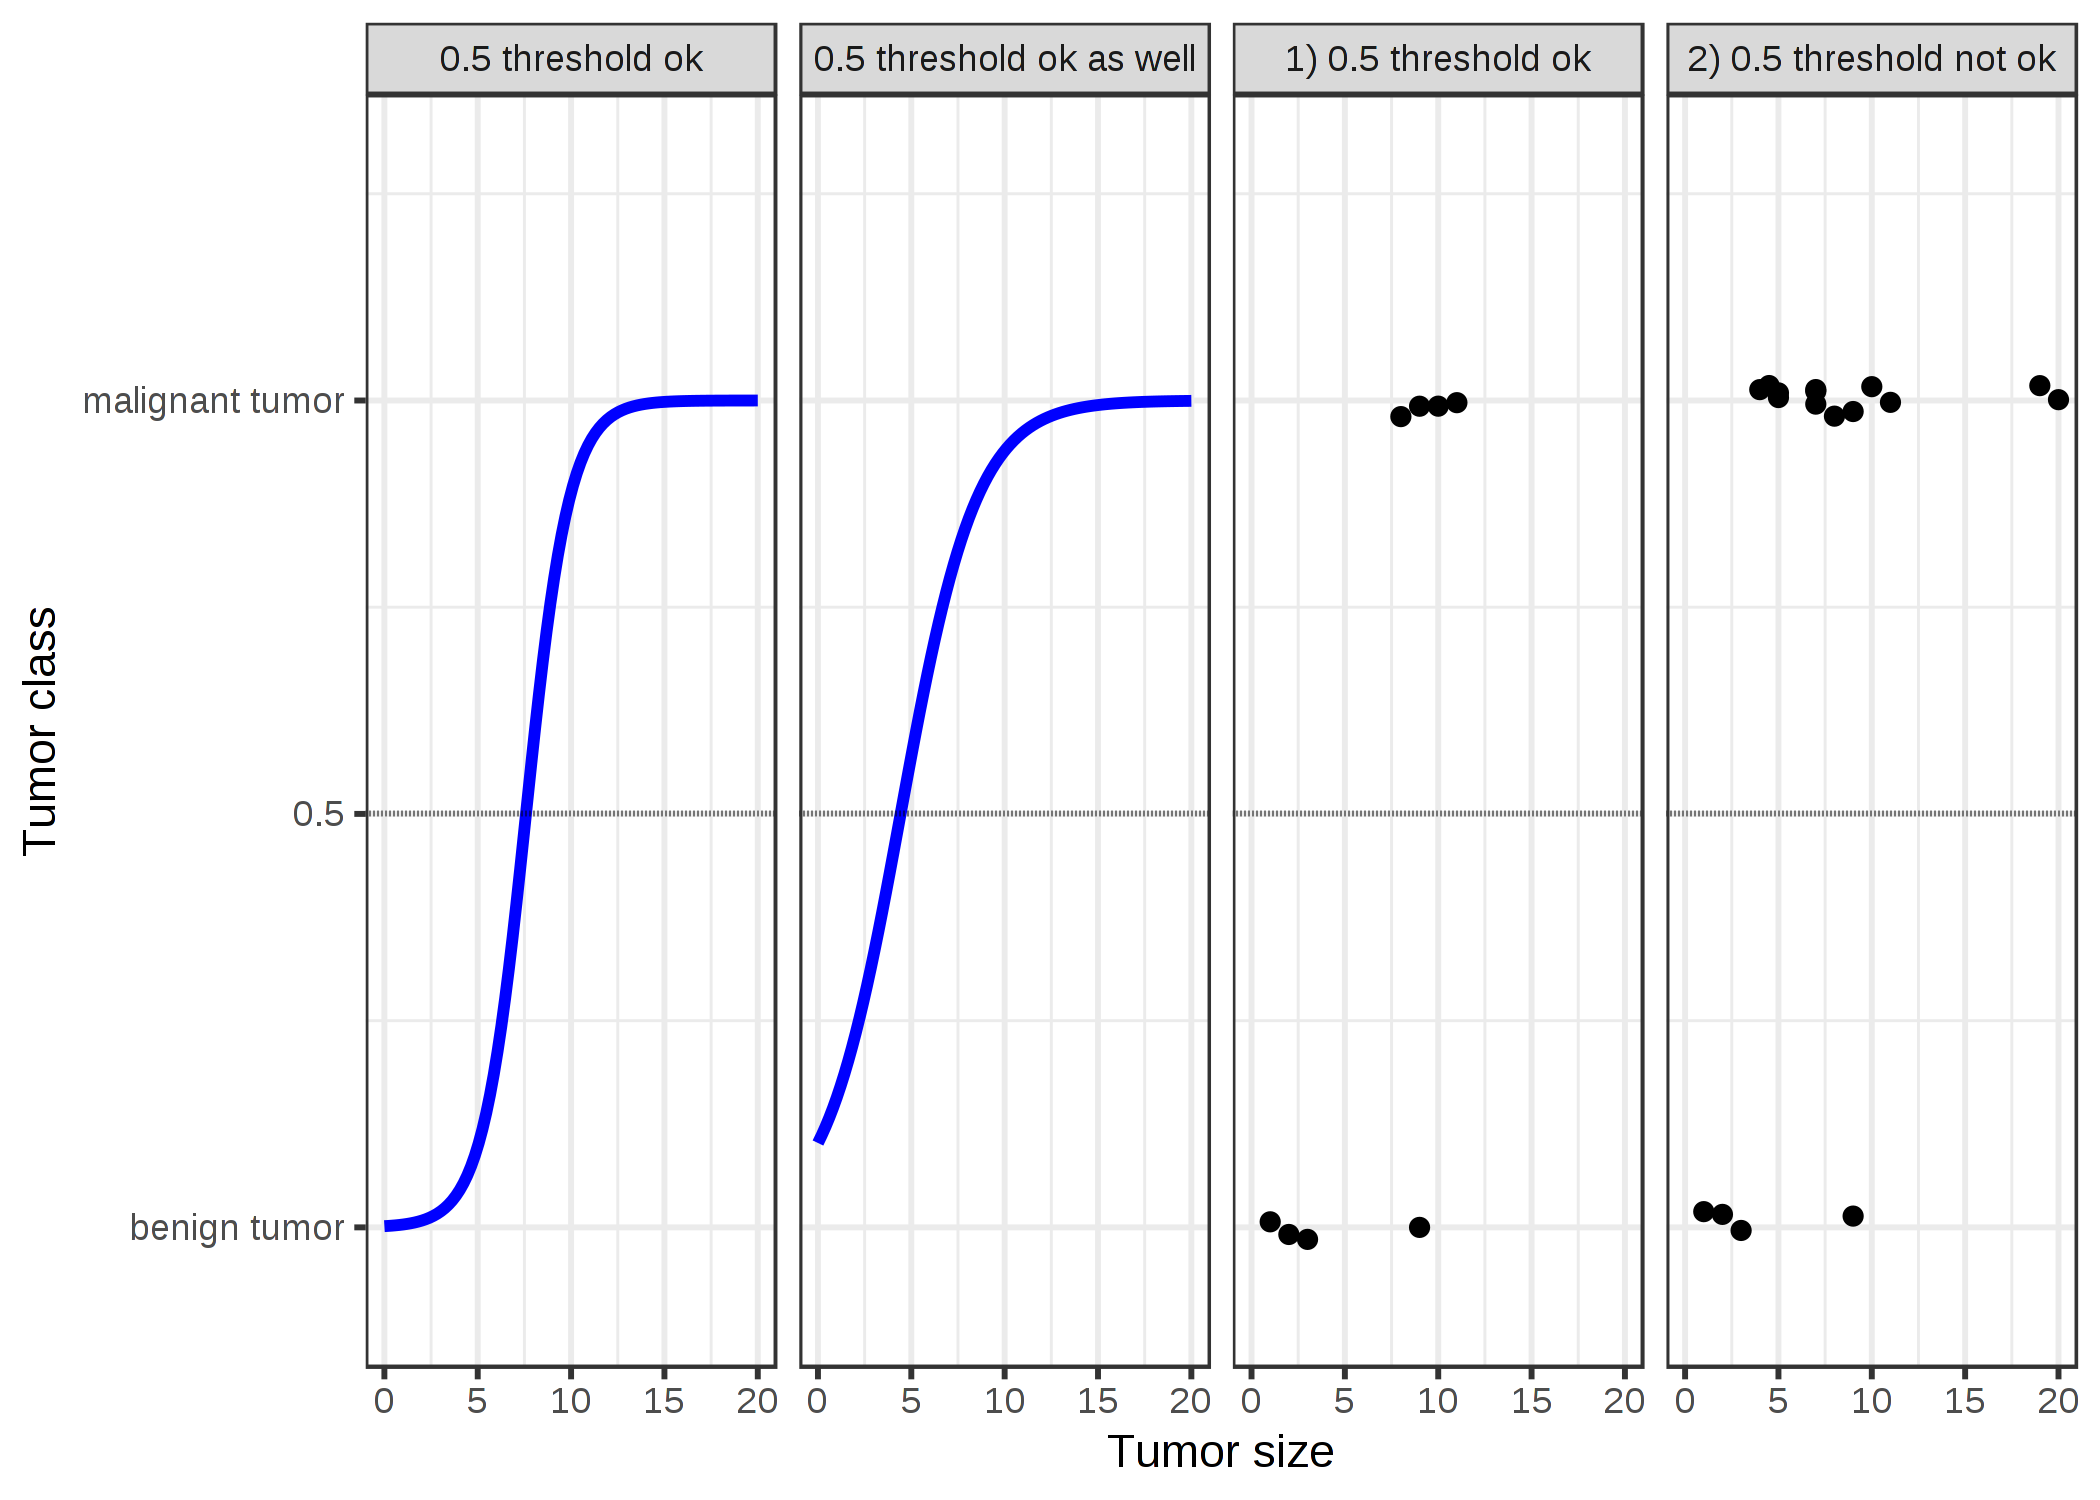 0.5 threshold ok
0.5 threshold ok as well
1) 0.5 threshold ok
2) 0.5 threshold not ok
Tumor class
malignant tumor
0.5
benign tumor
0 5 10 15 20
0 5 10 15 20
0 5 10 15 20
0 5 10 15 20
Tumor size